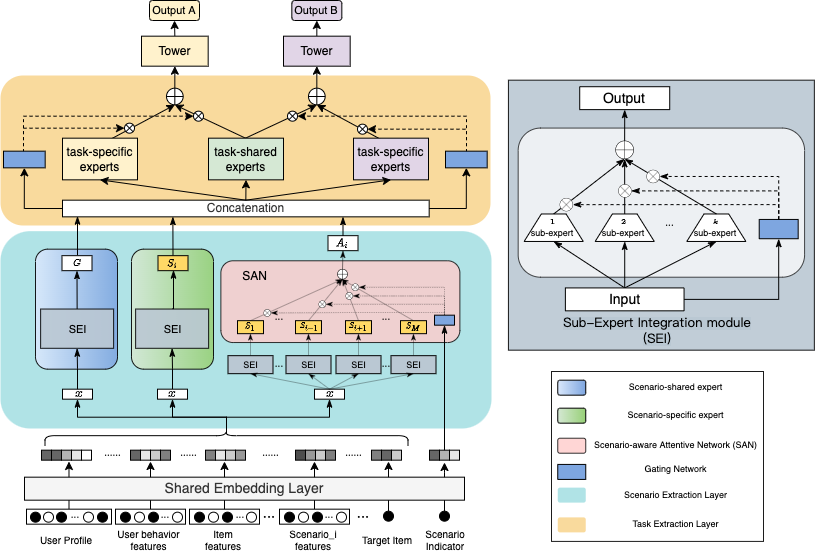 Output A
Output B
Tower
Tower
task-specific
experts
task-shared
experts
task-specific
experts
Concatenation
G
S_i
A_i
SAN
SEI
SEI
S_1
...
S_{i-1}
S_{i+1}
...
S_M
SEI
...
SEI
SEI
...
SEI
x
x
x
......
......
......
......
Shared Embedding Layer
...
...
...
...
...
...
User Profile
User behavior
features
Item
features
Scenario_i
features
Target Item
Scenario
Indicator
Output
1
sub-expert
2
sub-expert
...
k
sub-expert
Input
Sub-Expert Integration module
(SEI)
Scenario-shared expert
Scenario-specific expert
Scenario-aware Attentive Network (SAN)
Gating Network
Scenario Extraction Layer
Task Extraction Layer